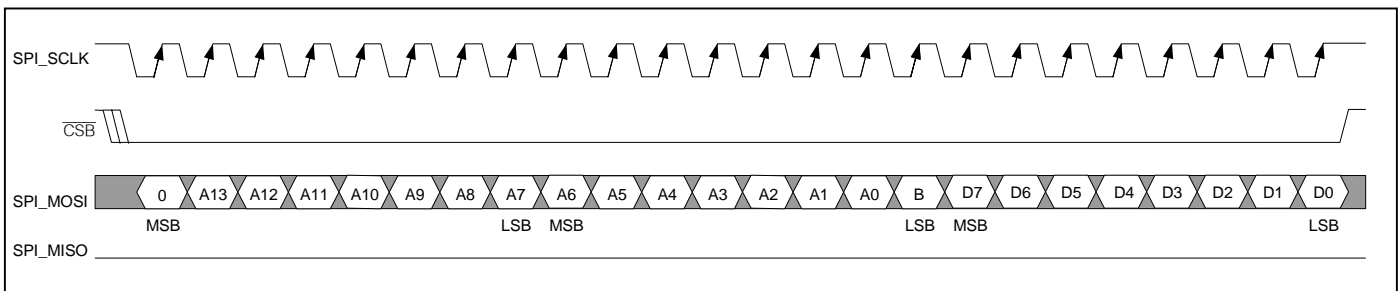 SPI_SCLK
CSB
SPI_MOSI 0 A13 A12 A11 A10 A9 A8 A7 A6 A5 A4 A3 A2 A1 A0 B D7 D6 D5 D4 D3 D2 D1 D0
MSB LSB MSB LSB MSB LSB
SPI_MISO